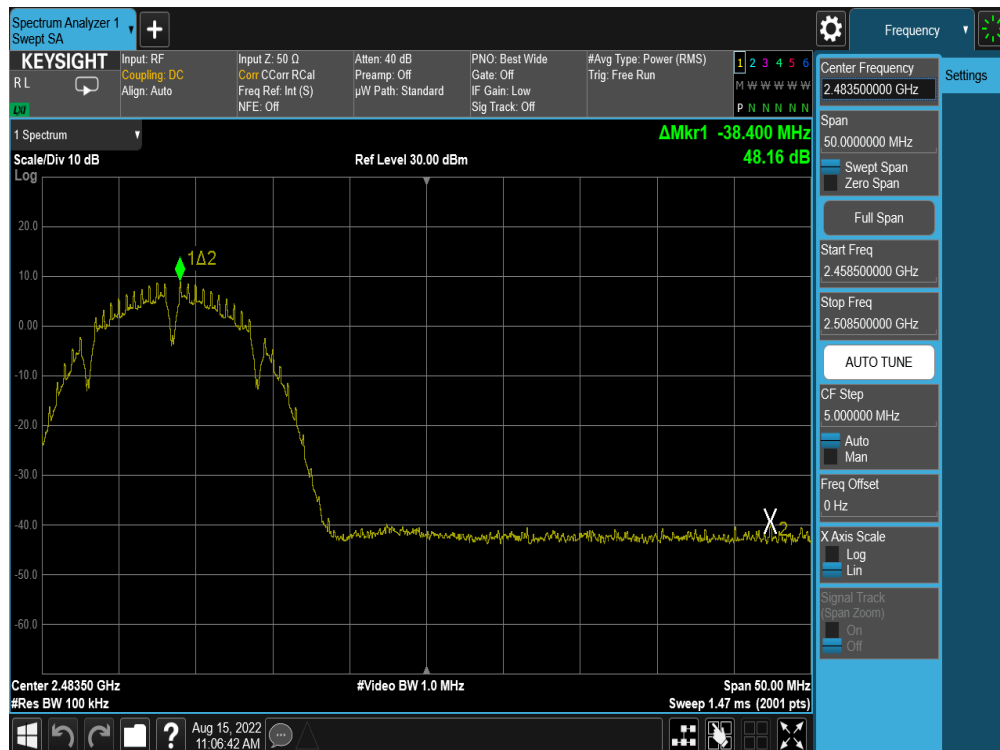 Spectrum Analyzer 1
Swept SA
Frequency
KEYSIGHT
R L
LXI
Input: RF
Coupling: DC
Align: Auto
Input Z: 50 Ω
Corr CCorr RCal
Freq Ref: Int (S)
NFE: Off
Atten: 40 dB
Preamp: Off
µW Path: Standard
PNO: Best Wide
Gate: Off
IF Gain: Low
Sig Track: Off
#Avg Type: Power (RMS)
Trig: Free Run
1 2 3 4 5 6
M W W W W W
P N N N N N
1 Spectrum
ΔMkr1 -38.400 MHz
48.16 dB
Scale/Div 10 dB
Ref Level 30.00 dBm
Log
20.0
10.0
0.00
-10.0
-20.0
-30.0
-40.0
-50.0
-60.0
1Δ2
X 2
Center 2.48350 GHz
#Res BW 100 kHz
#Video BW 1.0 MHz
Span 50.00 MHz
Sweep 1.47 ms (2001 pts)
Center Frequency
2.483500000 GHz
Settings
Span
50.0000000 MHz
Swept Span
Zero Span
Full Span
Start Freq
2.458500000 GHz
Stop Freq
2.508500000 GHz
AUTO TUNE
CF Step
5.000000 MHz
Auto
Man
Freq Offset
0 Hz
X Axis Scale
Log
Lin
Signal Track
(Span Zoom)
On
Off
?
Aug 15, 2022
11:06:42 AM